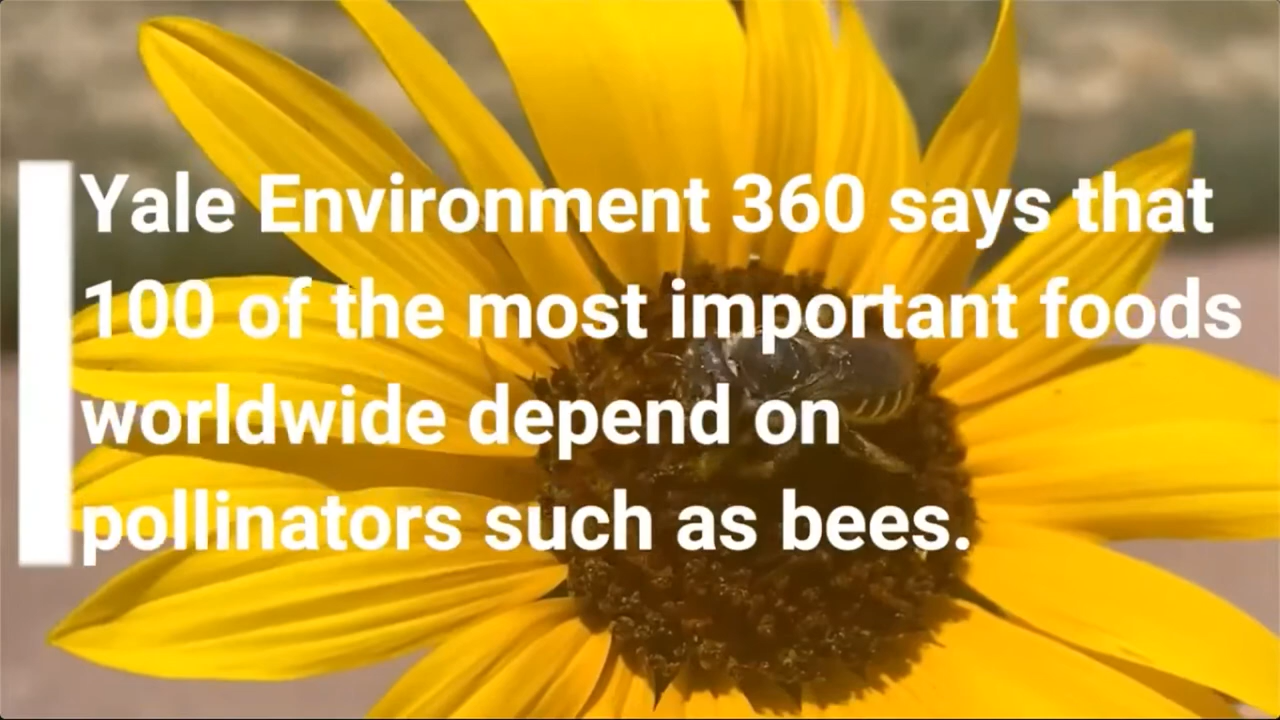 Yale Environment 360 says that
100 of the most important foods
worldwide depend on
pollinators such as bees.